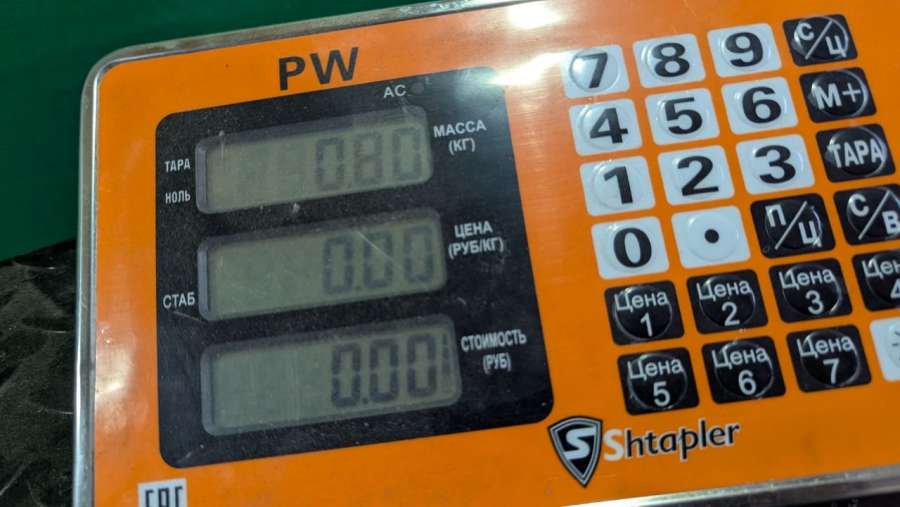 PW
AC
ТАРА
НОЛЬ
0.80
МАССА
(КГ)
0.00
ЦЕНА
(РУБ/КГ)
СТАБ
0.00
СТОИМОСТЬ
(РУБ)
7 8 9 С/Ц
4 5 6 М+
1 2 3 ТАРА
0 • П/Ц С/В
Цена 1
Цена 2
Цена 3
Цена 4
Цена 5
Цена 6
Цена 7
S Shtapler
EAC